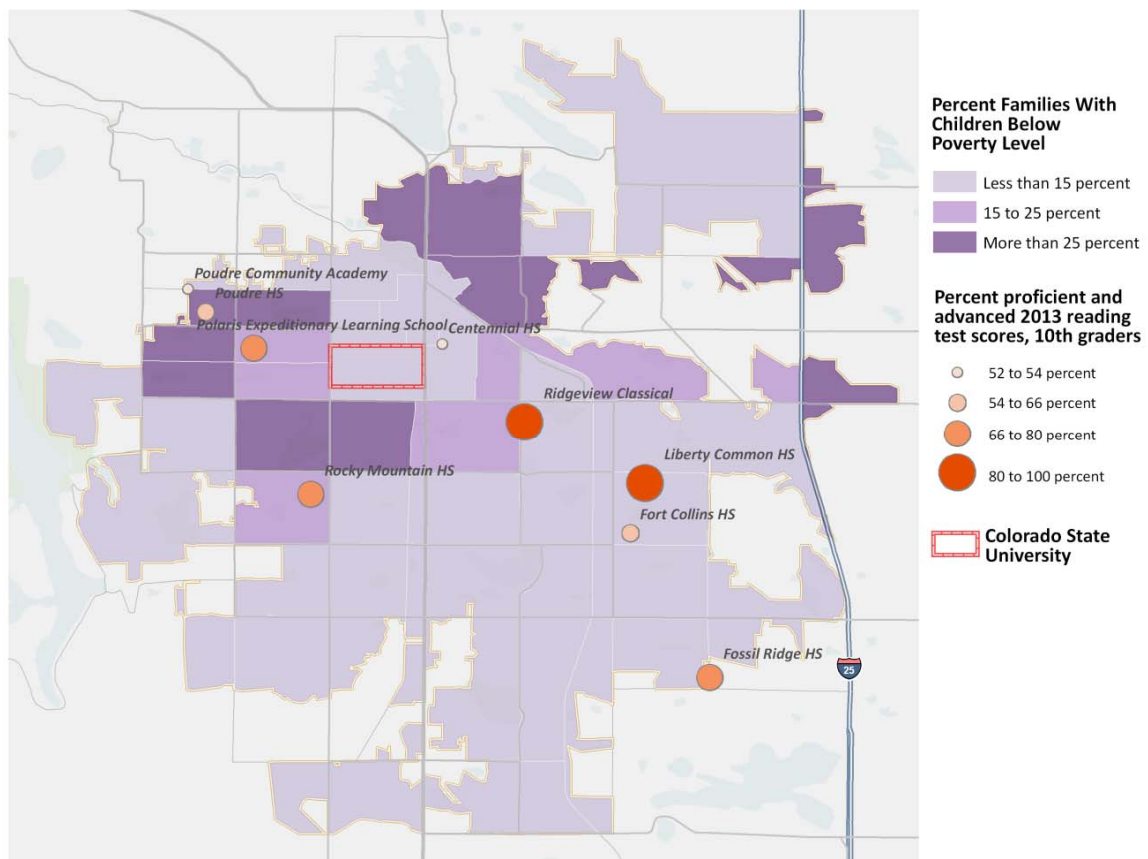 Poudre Community Academy
Poudre HS
Polaris Expeditionary Learning School
Centennial HS
Ridgeview Classical
Liberty Common HS
Rocky Mountain HS
Fort Collins HS
Fossil Ridge HS
25
Percent Families With
Children Below
Poverty Level
Less than 15 percent
15 to 25 percent
More than 25 percent
Percent proficient and
advanced 2013 reading
test scores, 10th graders
52 to 54 percent
54 to 66 percent
66 to 80 percent
80 to 100 percent
Colorado State
University